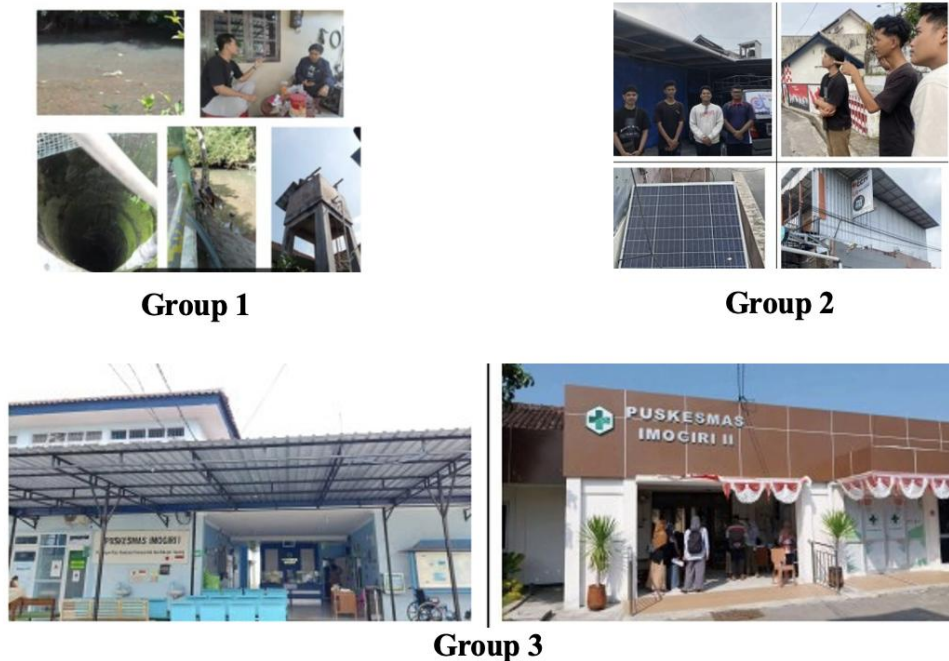 Group 1
Group 2
PUSKESMAS IMOGIRI I
PUSKESMAS
IMOGIRI II
Group 3